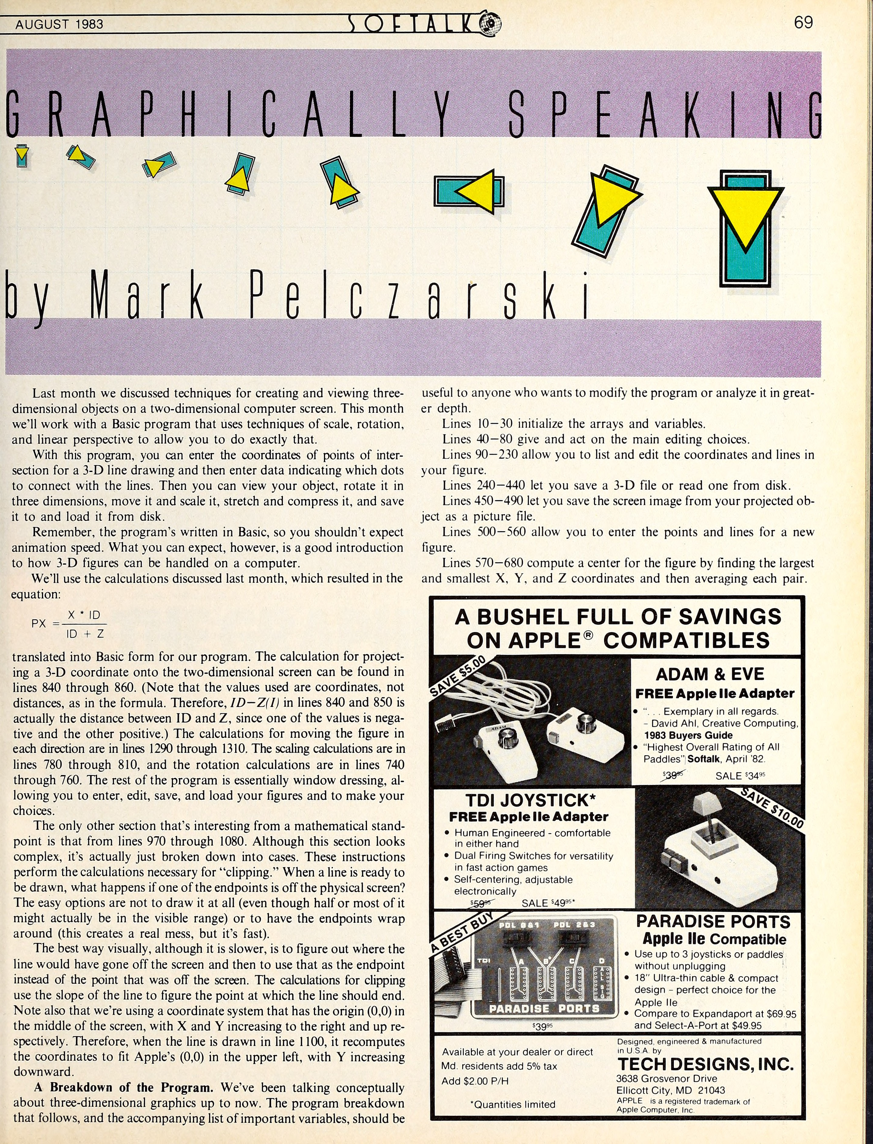 AUGUST 1983
SOFTALK
69
GRAPHICALLY SPEAKING
by Mark Pelczarski
Last month we discussed techniques for creating and viewing three-
dimensional objects on a two-dimensional computer screen. This month
we'll work with a Basic program that uses techniques of scale, rotation,
and linear perspective to allow you to do exactly that.
With this program, you can enter the coordinates of points of inter-
section for a 3-D line drawing and then enter data indicating which dots
to connect with the lines. Then you can view your object, rotate it in
three dimensions, move it and scale it, stretch and compress it, and save
it to and load it from disk.
Remember, the program's written in Basic, so you shouldn't expect
animation speed. What you can expect, however, is a good introduction
to how 3-D figures can be handled on a computer.
We'll use the calculations discussed last month, which resulted in the
equation:
PX = X * ID
ID + Z
translated into Basic form for our program. The calculation for project-
ing a 3-D coordinate onto the two-dimensional screen can be found in
lines 840 through 860. (Note that the values used are coordinates, not
distances, as in the formula. Therefore, ID−Z(I) in lines 840 and 850 is
actually the distance between ID and Z, since one of the values is nega-
tive and the other positive.) The calculations for moving the figure in
each direction are in lines 1290 through 1310. The scaling calculations are in
lines 780 through 810, and the rotation calculations are in lines 740
through 760. The rest of the program is essentially window dressing, al-
lowing you to enter, edit, save, and load your figures and to make your
choices.
The only other section that's interesting from a mathematical stand-
point is that from lines 970 through 1080. Although this section looks
complex, it's actually just broken down into cases. These instructions
perform the calculations necessary for "clipping." When a line is ready to
be drawn, what happens if one of the endpoints is off the physical screen?
The easy options are not to draw it at all (even though half or most of it
might actually be in the visible range) or to have the endpoints wrap
around (this creates a real mess, but it's fast).
The best way visually, although it is slower, is to figure out where the
line would have gone off the screen and then to use that as the endpoint
instead of the point that was off the screen. The calculations for clipping
use the slope of the line to figure the point at which the line should end.
Note also that we're using a coordinate system that has the origin (0,0) in
the middle of the screen, with X and Y increasing to the right and up re-
spectively. Therefore, when the line is drawn in line 1100, it recomputes
the coordinates to fit Apple's (0,0) in the upper left, with Y increasing
downward.
A Breakdown of the Program. We've been talking conceptually
about three-dimensional graphics up to now. The program breakdown
that follows, and the accompanying list of important variables, should be
useful to anyone who wants to modify the program or analyze it in great-
er depth.
Lines 10−30 initialize the arrays and variables.
Lines 40−80 give and act on the main editing choices.
Lines 90−230 allow you to list and edit the coordinates and lines in
your figure.
Lines 240−440 let you save a 3-D file or read one from disk.
Lines 450−490 let you save the screen image from your projected ob-
ject as a picture file.
Lines 500−560 allow you to enter the points and lines for a new
figure.
Lines 570−680 compute a center for the figure by finding the largest
and smallest X, Y, and Z coordinates and then averaging each pair.
A BUSHEL FULL OF SAVINGS
ON APPLE® COMPATIBLES
SAVE $5.00
ADAM & EVE
FREE Apple IIe Adapter
• ". . . Exemplary in all regards.
- David Ahl, Creative Computing,
1983 Buyers Guide
• "Highest Overall Rating of All
Paddles" Softalk, April '82.
$39⁹⁵ SALE $34⁹⁵
TDI JOYSTICK*
FREE Apple IIe Adapter
• Human Engineered - comfortable
in either hand
• Dual Firing Switches for versatility
in fast action games
• Self-centering, adjustable
electronically
$59⁹⁵ SALE $49⁹⁵*
SAVE $10.00
A BEST BUY
PDL 0&1 PDL 2&3
TDI A B C D
PARADISE PORTS
$39⁹⁵
PARADISE PORTS
Apple IIe Compatible
• Use up to 3 joysticks or paddles
without unplugging
• 18" Ultra-thin cable & compact
design - perfect choice for the
Apple IIe
• Compare to Expandaport at $69.95
and Select-A-Port at $49.95
Available at your dealer or direct
Md. residents add 5% tax
Add $2.00 P/H
*Quantities limited
Designed, engineered & manufactured
in U.S.A. by
TECH DESIGNS, INC.
3638 Grosvenor Drive
Ellicott City, MD 21043
APPLE is a registered trademark of
Apple Computer, Inc.